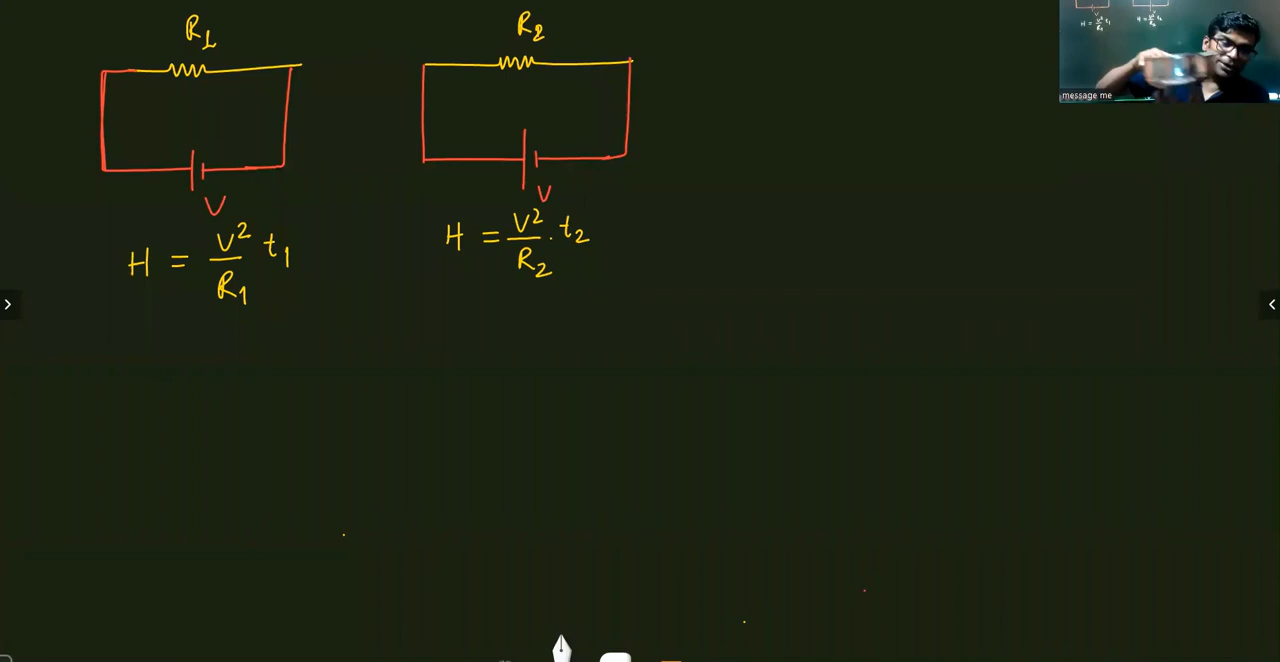 R1
R2
V
V
H = V²/R1 t1
H = V²/R2 . t2
message me